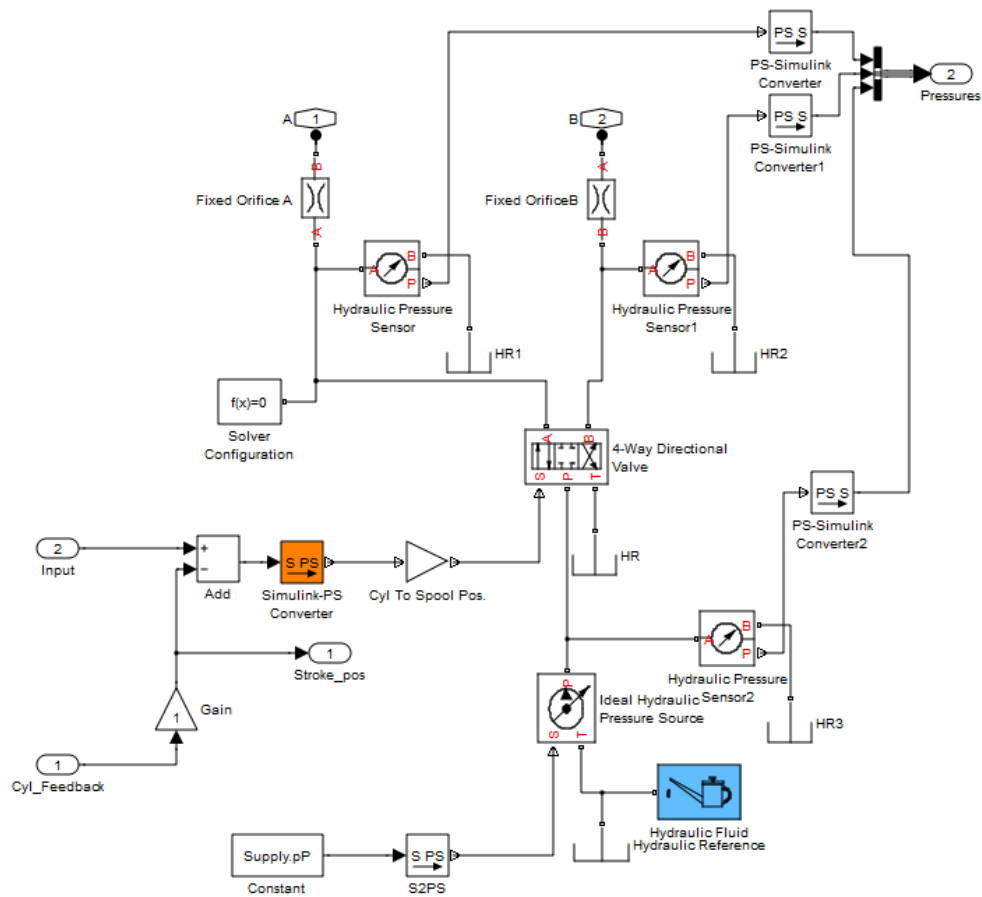 PS S
PS-Simulink
Converter
2
Pressures
A
1
B
2
PS S
PS-Simulink
Converter1
B
A
Fixed Orifice A
Fixed OrificeB
A
B
A
B
P
A
B
P
Hydraulic Pressure
Sensor
Hydraulic Pressure
Sensor1
HR1
HR2
f(x)=0
Solver
Configuration
A
B
S
P
T
4-Way Directional
Valve
PS S
PS-Simulink
Converter2
2
Input
+
−
Add
S PS
Simulink-PS
Converter
Cyl To Spool Pos.
HR
1
Stroke_pos
A
B
P
Hydraulic Pressure
Sensor2
HR3
1
Gain
P
S
T
Ideal Hydraulic
Pressure Source
1
Cyl_Feedback
Hydraulic Fluid
Hydraulic Reference
Supply.pP
Constant
S PS
S2PS